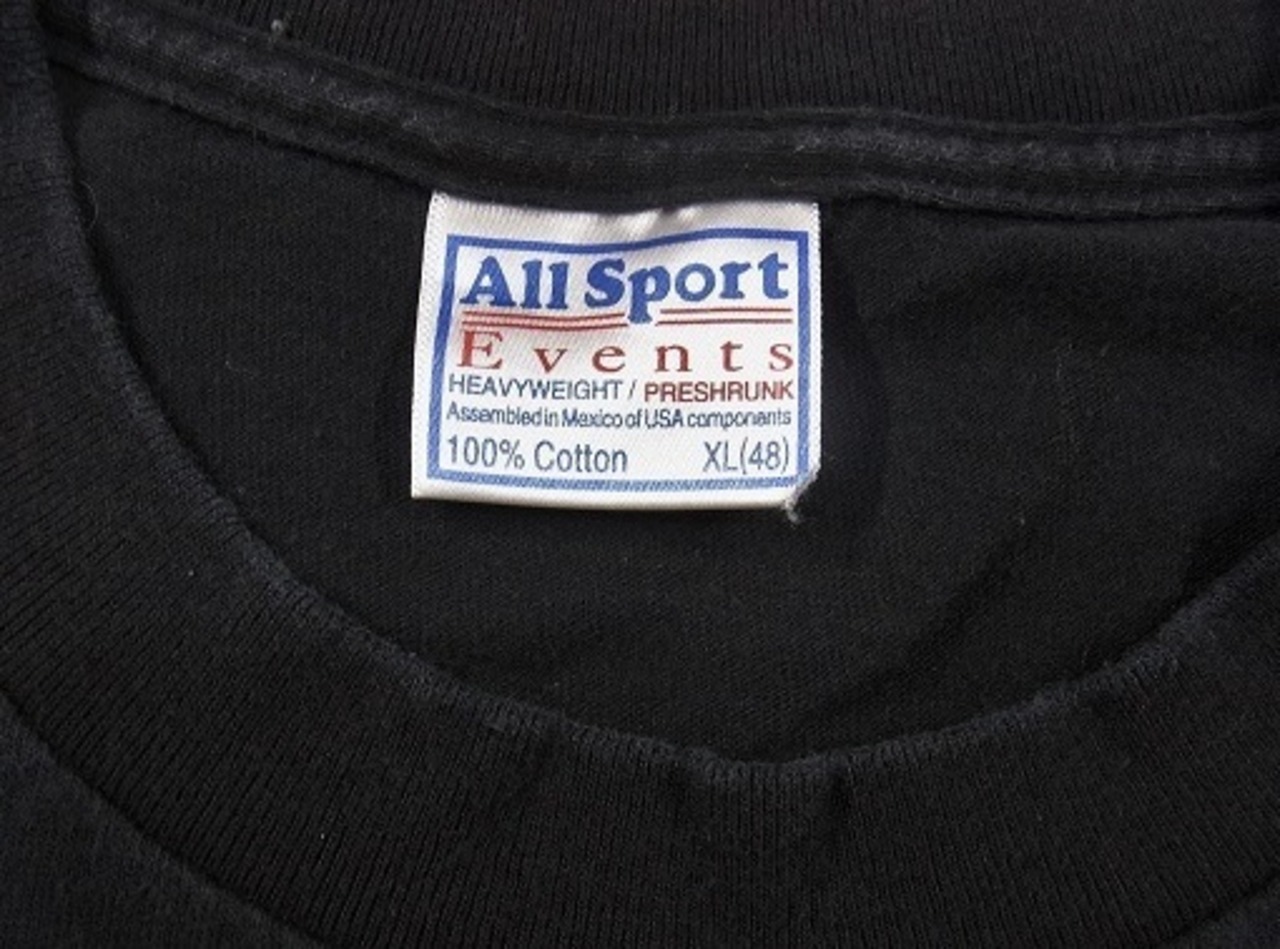 All Sport
Events
HEAVYWEIGHT / PRESHRUNK
Assembled in Mexico of USA components
100% Cotton XL(48)